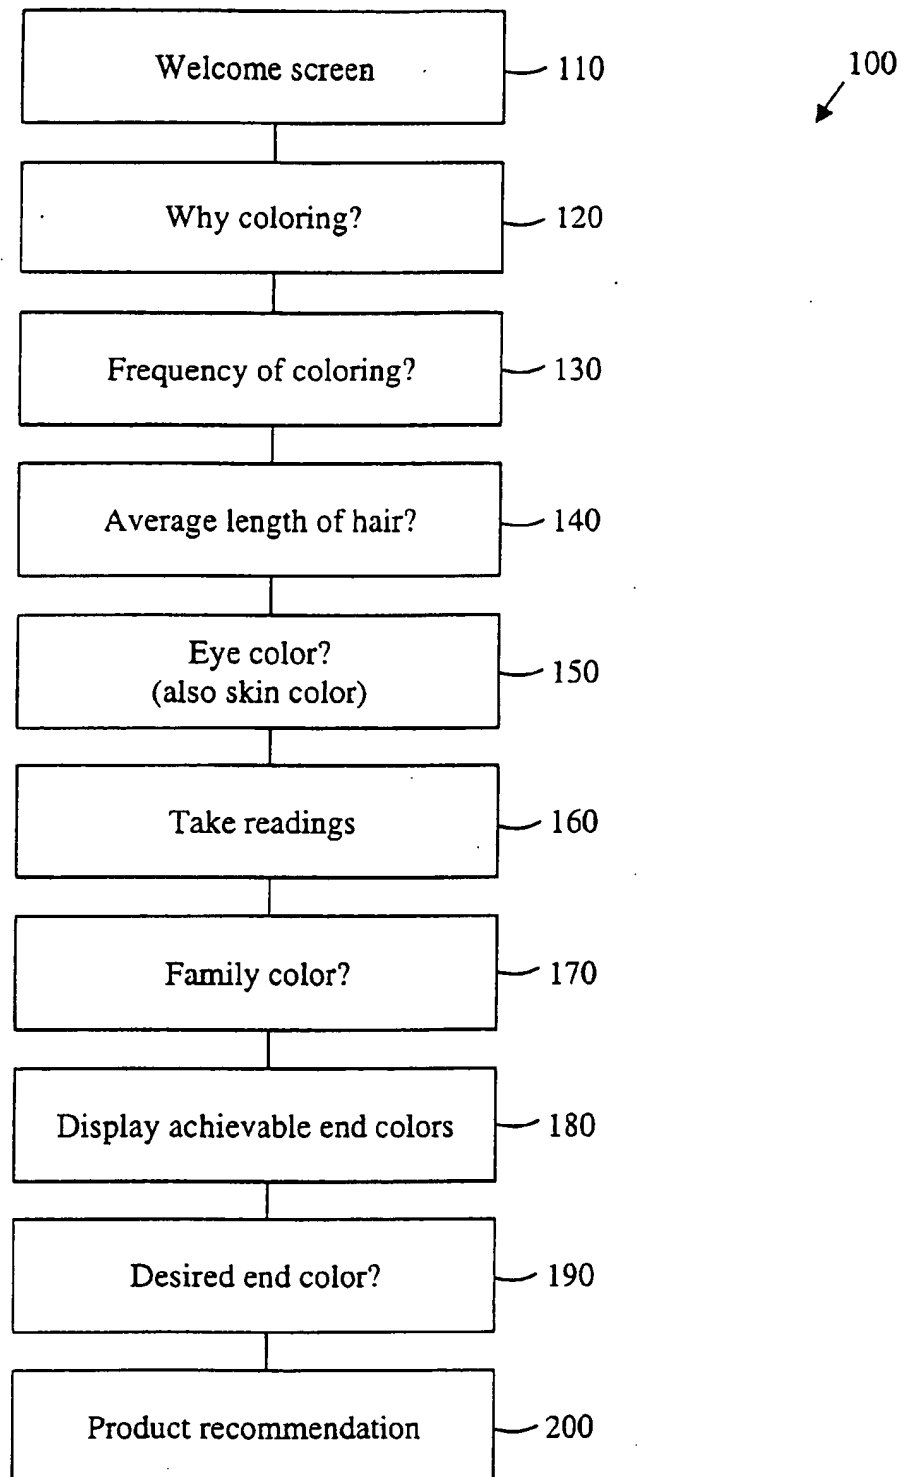 Welcome screen 110
100
Why coloring? 120
Frequency of coloring? 130
Average length of hair? 140
Eye color?
(also skin color) 150
Take readings 160
Family color? 170
Display achievable end colors 180
Desired end color? 190
Product recommendation 200